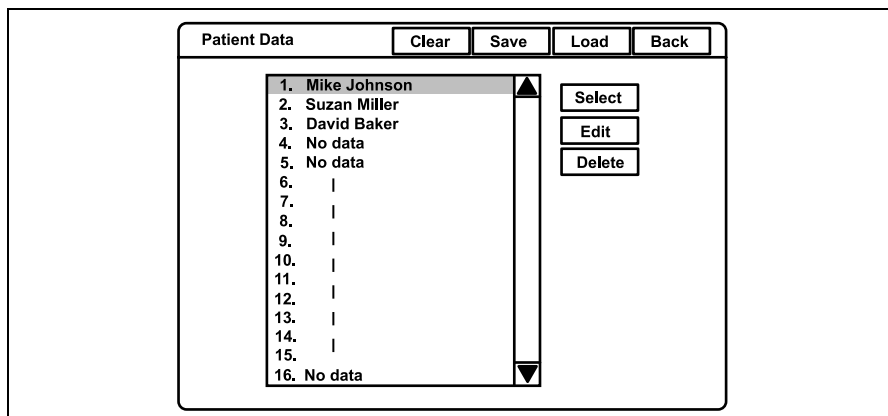 Patient Data Clear Save Load Back
1. Mike Johnson
2. Suzan Miller
3. David Baker
4. No data
5. No data
6.
7.
8.
9.
10.
11.
12.
13.
14.
15.
16. No data
Select
Edit
Delete